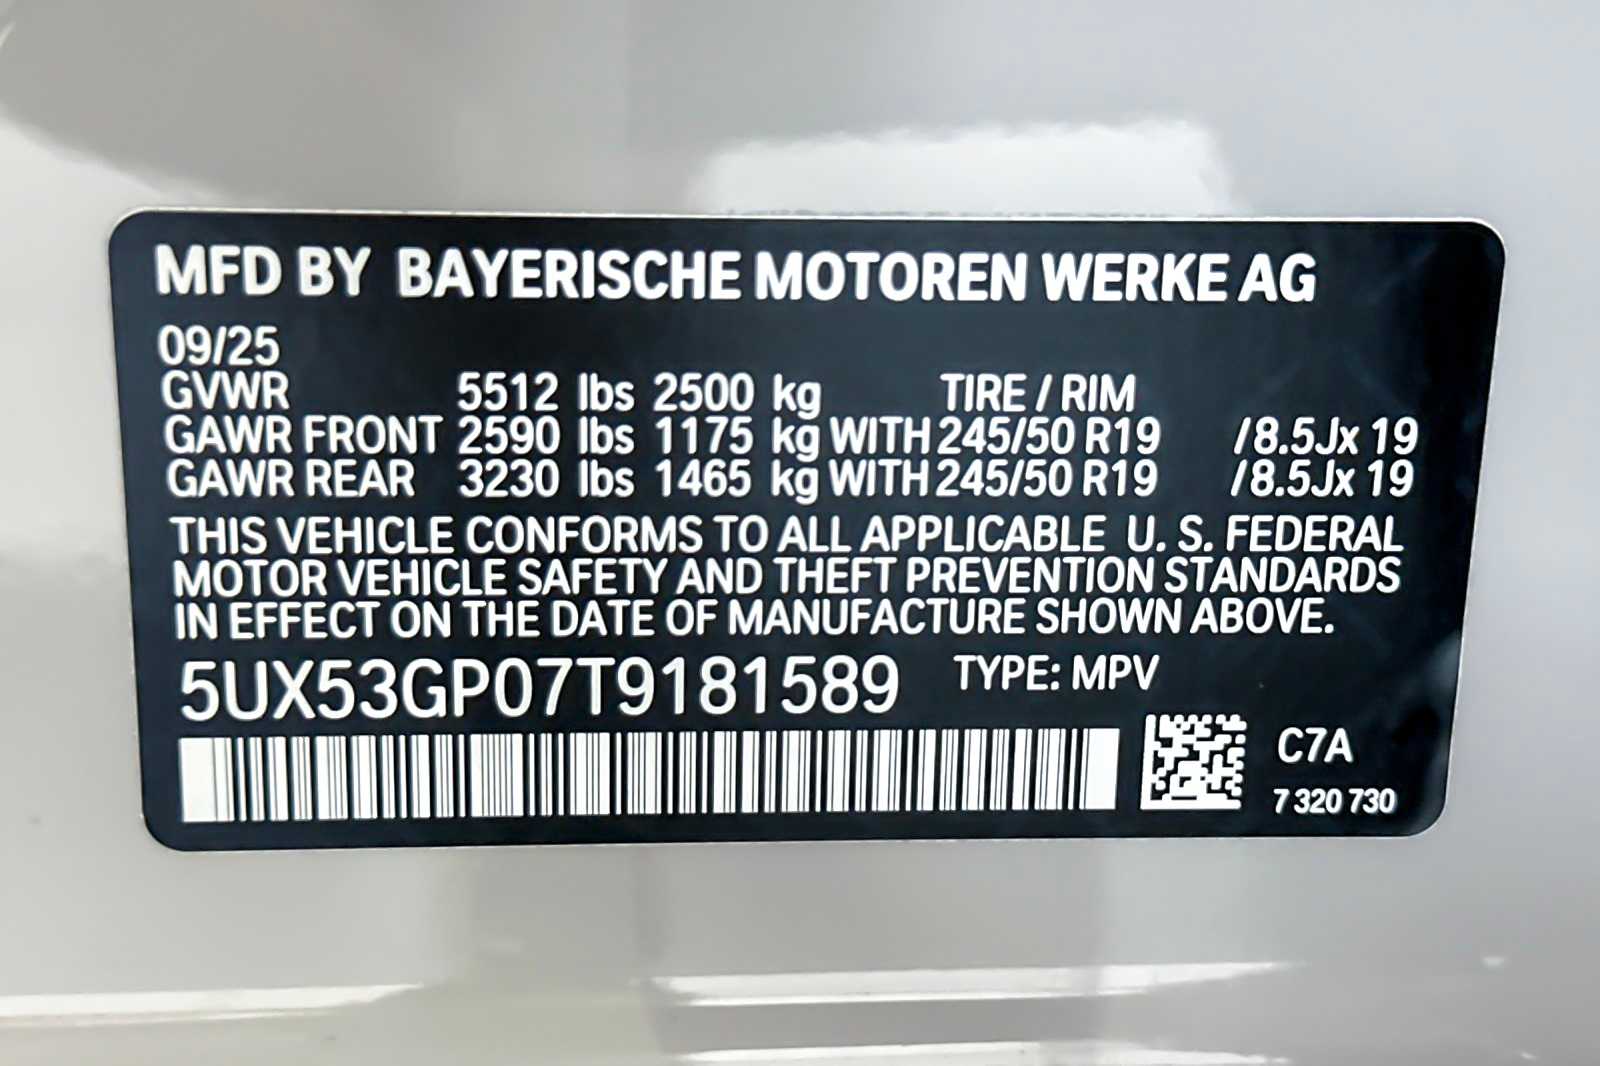 MFD BY BAYERISCHE MOTOREN WERKE AG
09/25
GVWR 5512 lbs 2500 kg TIRE / RIM
GAWR FRONT 2590 lbs 1175 kg WITH 245/50 R19 /8.5Jx 19
GAWR REAR 3230 lbs 1465 kg WITH 245/50 R19 /8.5Jx 19
THIS VEHICLE CONFORMS TO ALL APPLICABLE U. S. FEDERAL
MOTOR VEHICLE SAFETY AND THEFT PREVENTION STANDARDS
IN EFFECT ON THE DATE OF MANUFACTURE SHOWN ABOVE.
5UX53GP07T9181589 TYPE: MPV
C7A
7 320 730